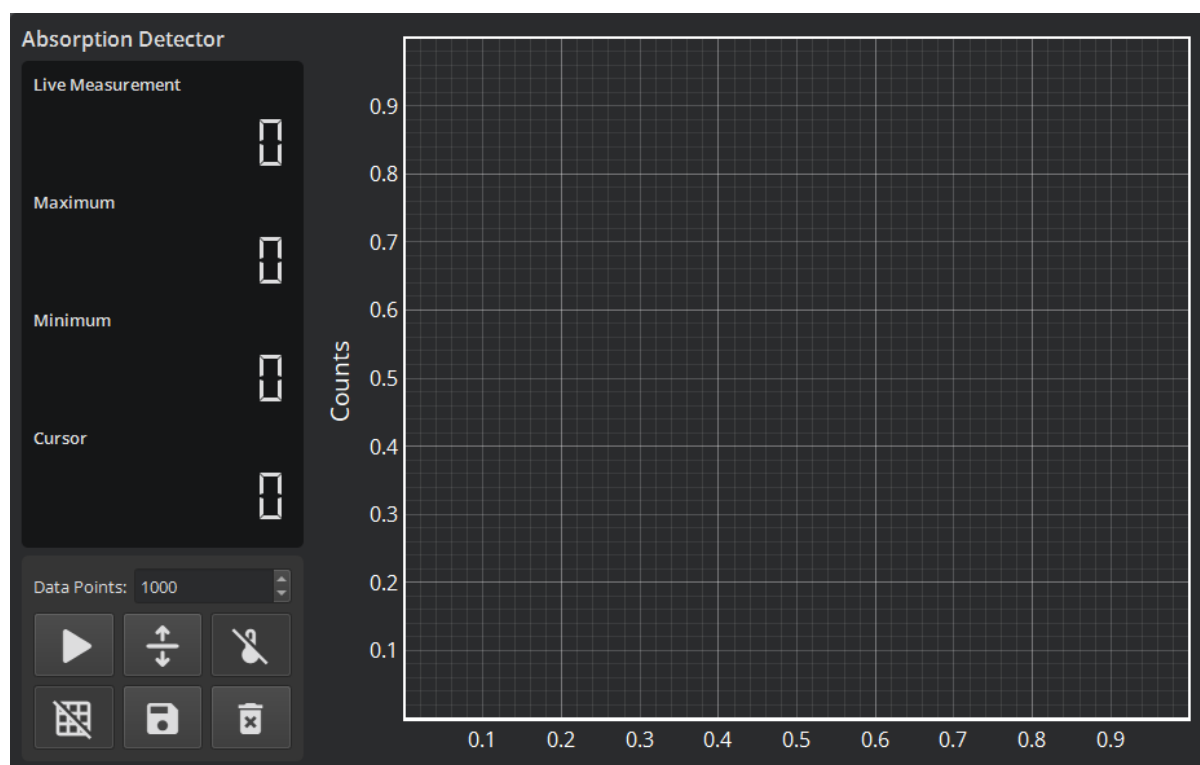 Absorption Detector
Live Measurement
0
Maximum
0
Minimum
0
Cursor
0
Data Points: 1000
Counts
0.9
0.8
0.7
0.6
0.5
0.4
0.3
0.2
0.1
0.1 0.2 0.3 0.4 0.5 0.6 0.7 0.8 0.9